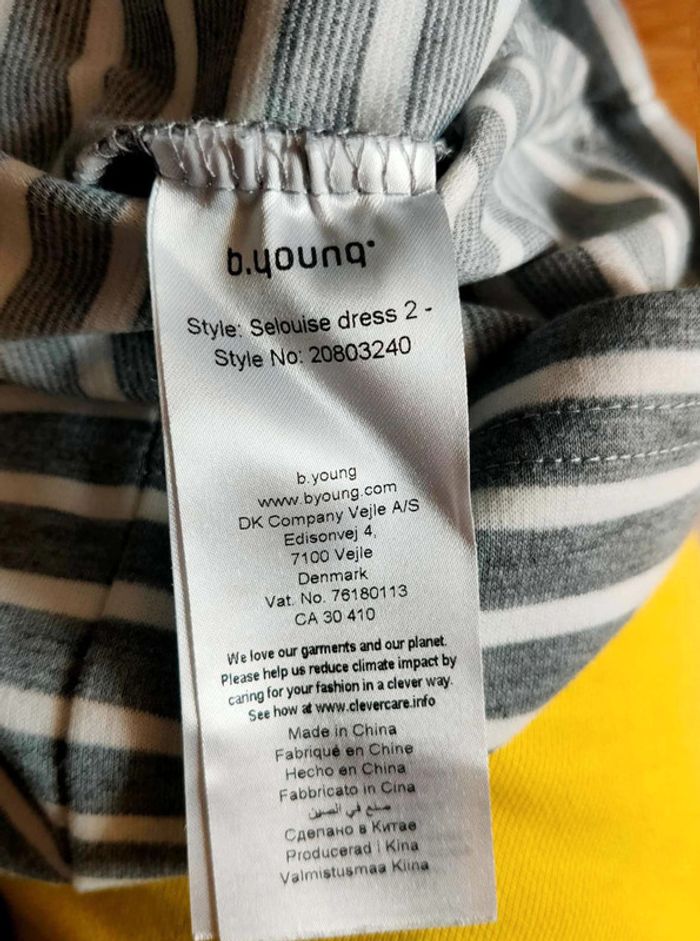 b.young
Style: Selouise dress 2 -
Style No: 20803240
b.young
www.byoung.com
DK Company Vejle A/S
Edisonvej 4,
7100 Vejle
Denmark
Vat. No. 76180113
CA 30 410
We love our garments and our planet.
Please help us reduce climate impact by
caring for your fashion in a clever way.
See how at www.clevercare.info
Made in China
Fabriqué en Chine
Hecho en China
Fabbricato in Cina
صنع في الصين
Сделано в Китае
Producerad i Kina
Valmistusmaa Kiina